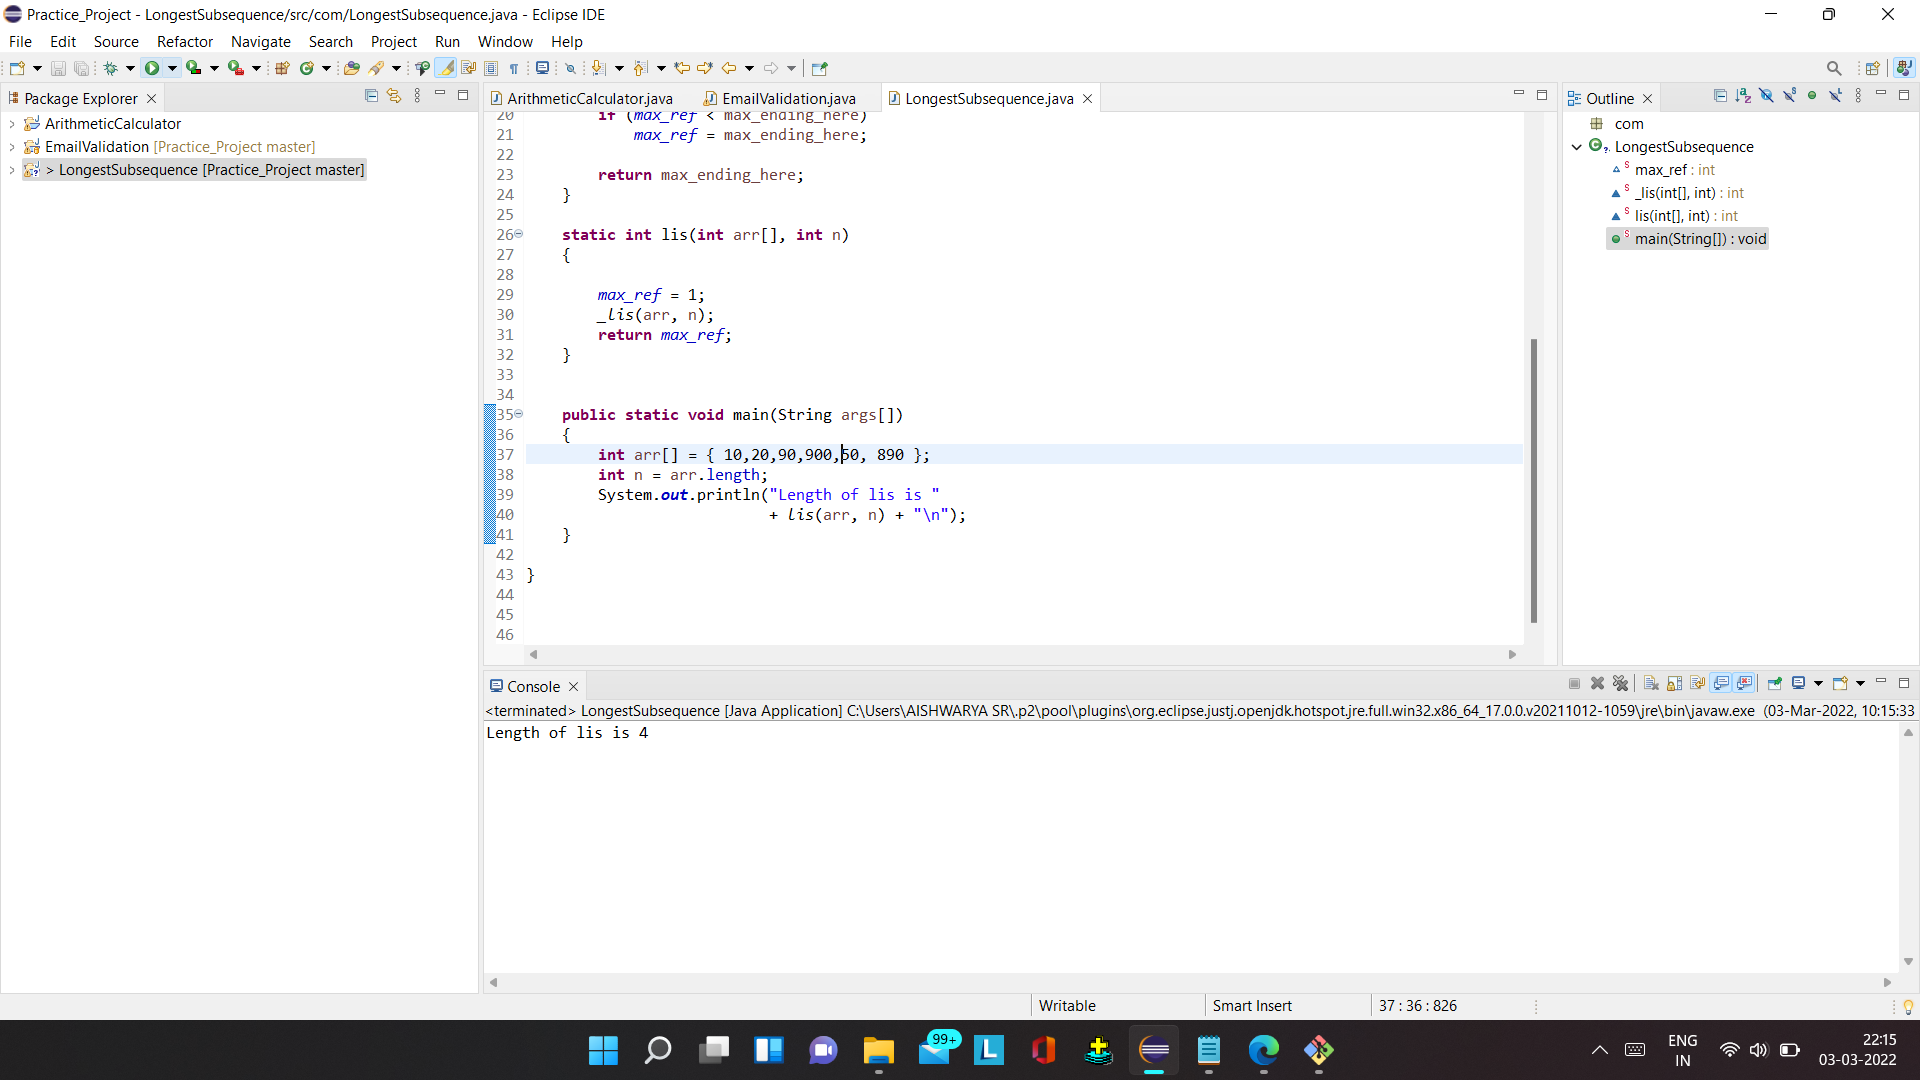 Practice_Project - LongestSubsequence/src/com/LongestSubsequence.java - Eclipse IDE
File Edit Source Refactor Navigate Search Project Run Window Help
Package Explorer
ArithmeticCalculator
EmailValidation [Practice_Project master]
> LongestSubsequence [Practice_Project master]
ArithmeticCalculator.java EmailValidation.java LongestSubsequence.java
20 if (max_ref < max_ending_here)
21 max_ref = max_ending_here;
22
23 return max_ending_here;
24 }
25
26 static int lis(int arr[], int n)
27 {
28
29 max_ref = 1;
30 _lis(arr, n);
31 return max_ref;
32 }
33
34
35 public static void main(String args[])
36 {
37 int arr[] = { 10,20,90,900,50, 890 };
38 int n = arr.length;
39 System.out.println("Length of lis is "
40 + lis(arr, n) + "\n");
41 }
42
43 }
44
45
46
Outline
com
LongestSubsequence
max_ref : int
_lis(int[], int) : int
lis(int[], int) : int
main(String[]) : void
Console
<terminated> LongestSubsequence [Java Application] C:\Users\AISHWARYA SR\.p2\pool\plugins\org.eclipse.justj.openjdk.hotspot.jre.full.win32.x86_64_17.0.0.v20211012-1059\jre\bin\javaw.exe (03-Mar-2022, 10:15:33
Length of lis is 4
Writable Smart Insert 37 : 36 : 826
99+
ENG
IN
22:15
03-03-2022